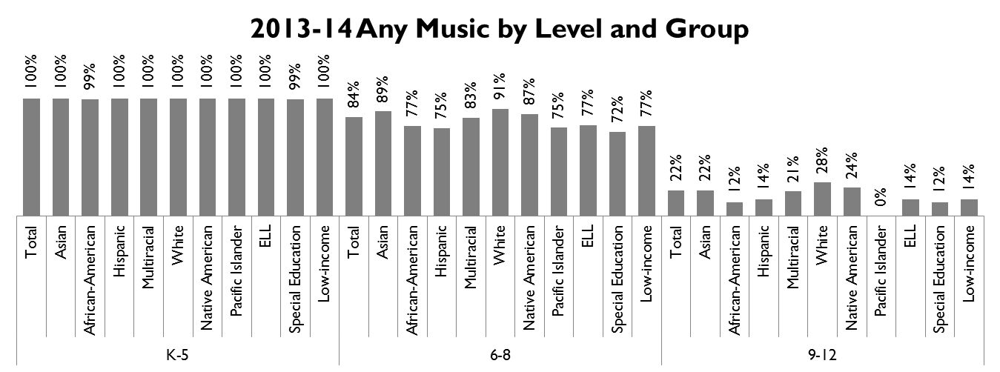 2013-14 Any Music by Level and Group
100% 100% 99% 100% 100% 100% 100% 100% 100% 99% 100% 84% 89% 77% 75% 83% 91% 87% 75% 77% 72% 77% 22% 22% 12% 14% 21% 28% 24% 0% 14% 12% 14%
Total
Asian
African-American
Hispanic
Multiracial
White
Native American
Pacific Islander
ELL
Special Education
Low-income
Total
Asian
African-American
Hispanic
Multiracial
White
Native American
Pacific Islander
ELL
Special Education
Low-income
Total
Asian
African-American
Hispanic
Multiracial
White
Native American
Pacific Islander
ELL
Special Education
Low-income
K-5 6-8 9-12